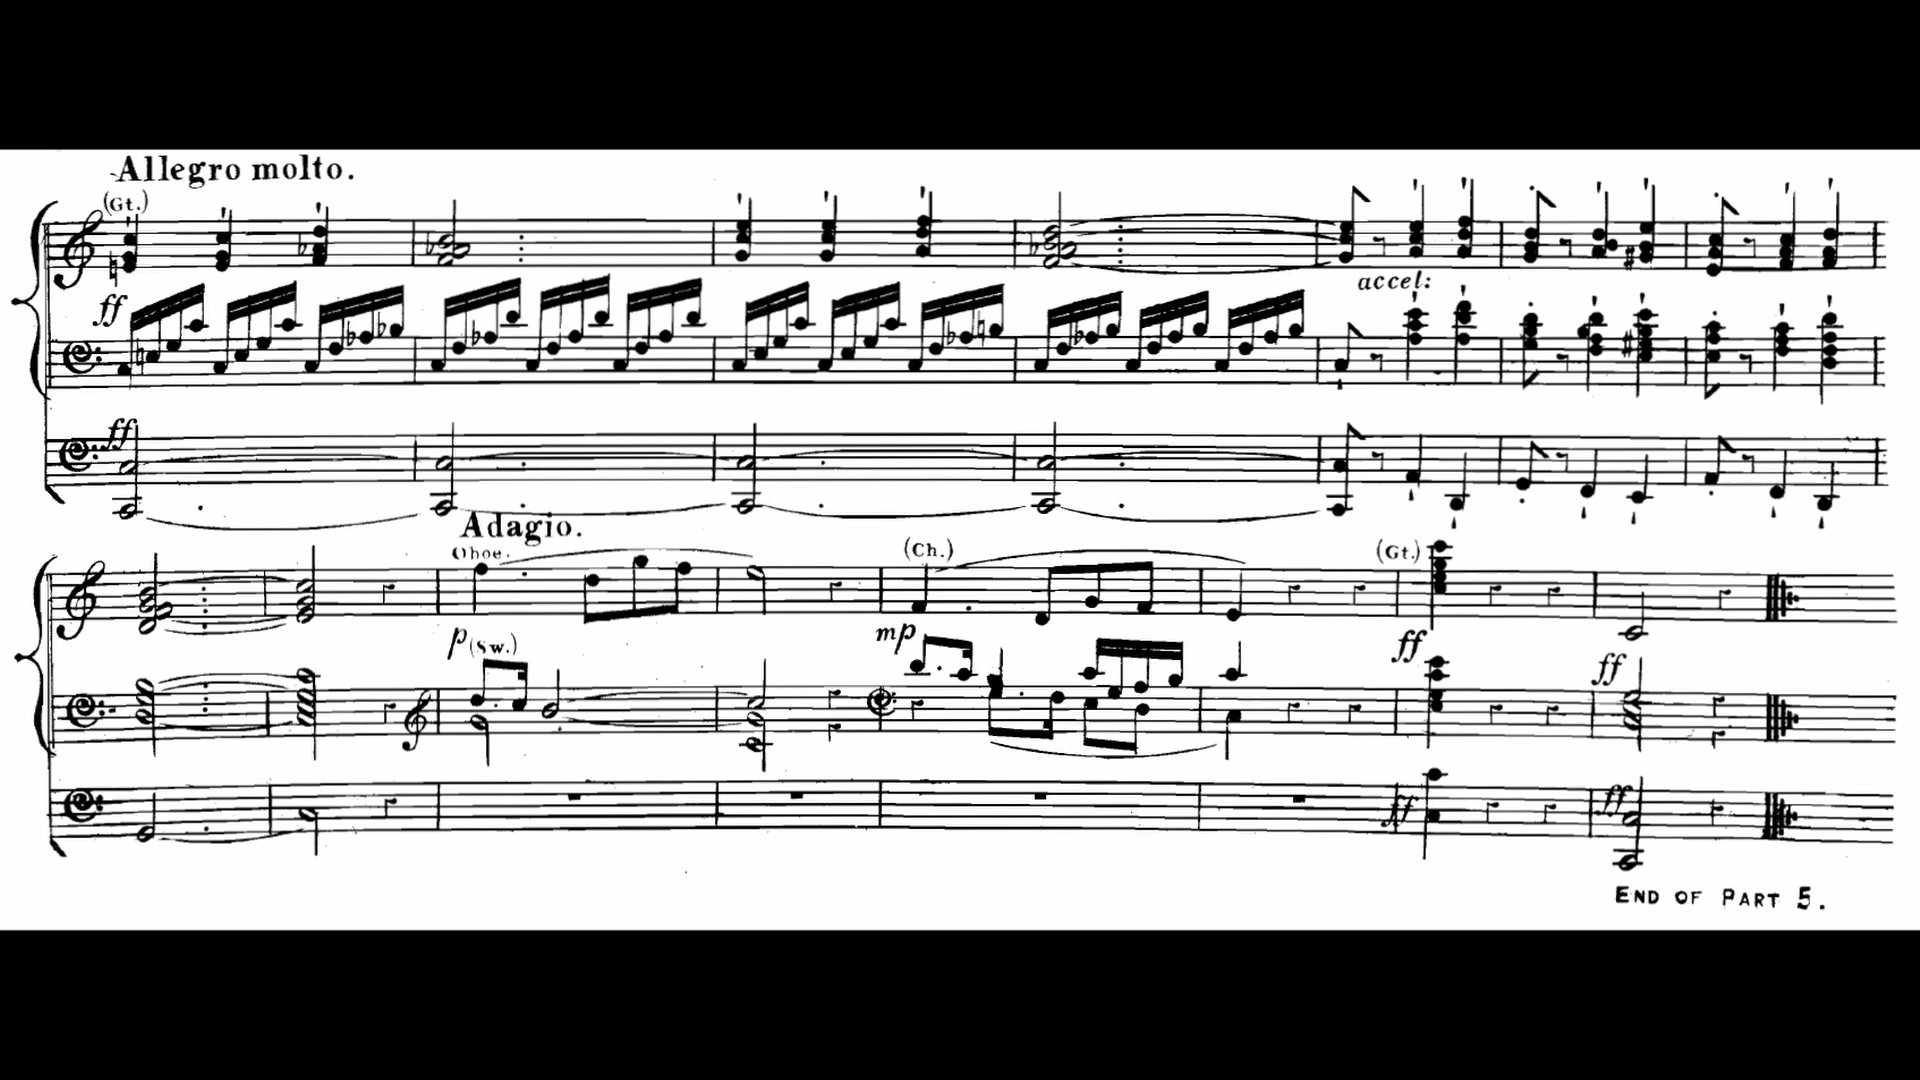 Allegro molto.
(Gt.)
ff
accel:
ff
Adagio.
Oboe.
(Ch.)
(Gt.)
p (Sw.)
mp
ff
ff
ff
ff
END OF PART 5.